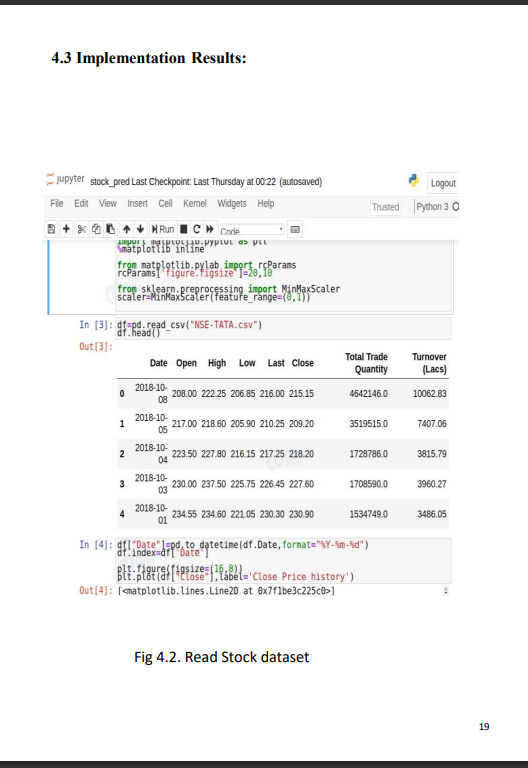 4.3 Implementation Results:
jupyter stock_pred Last Checkpoint: Last Thursday at 00:22 (autosaved)
Logout
File Edit View Insert Cell Kernel Widgets Help
Trusted Python 3 O
Run C Code
import matplotlib.pyplot as plt
%matplotlib inline
from matplotlib.pylab import rcParams
rcParams['figure.figsize']=20,10
from sklearn.preprocessing import MinMaxScaler
scaler=MinMaxScaler(feature_range=(0,1))
In [3]: df=pd.read_csv("NSE-TATA.csv")
df.head()
Out[3]:
Date Open High Low Last Close Total Trade Quantity Turnover (Lacs)
0 2018-10-08 208.00 222.25 206.85 216.00 215.15 4642146.0 10062.83
1 2018-10-05 217.00 218.60 205.90 210.25 209.20 3519515.0 7407.06
2 2018-10-04 223.50 227.80 216.15 217.25 218.20 1728786.0 3815.79
3 2018-10-03 230.00 237.50 225.75 226.45 227.60 1708590.0 3960.27
4 2018-10-01 234.55 234.60 221.05 230.30 230.90 1534749.0 3486.05
In [4]: df["Date"]=pd.to_datetime(df.Date,format="%Y-%m-%d")
df.index=df['Date']
plt.figure(figsize=(16,8))
plt.plot(df["Close"],label='Close Price history')
Out[4]: [<matplotlib.lines.Line2D at 0x7f1be3c225c0>]
Fig 4.2. Read Stock dataset
19